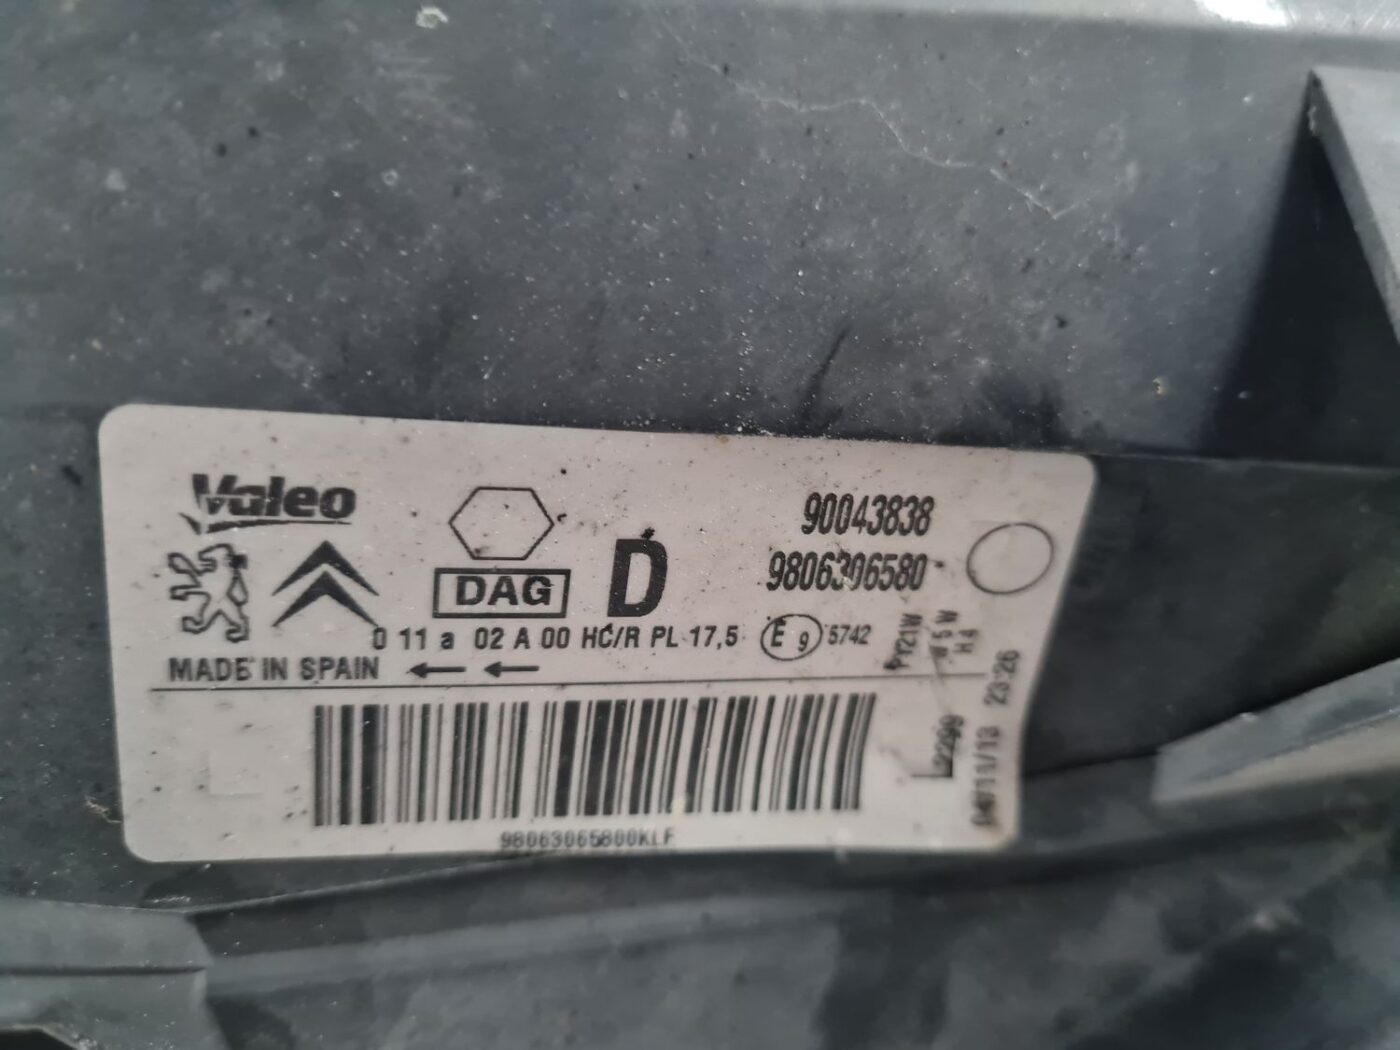 Valeo
90043838
DAG
D
9806306580
0 11 a 02 A 00 HC/R PL 17,5 E 9 5742
MADE IN SPAIN
PY21W
W5W
98063065800KLF
04/11/13 23:26